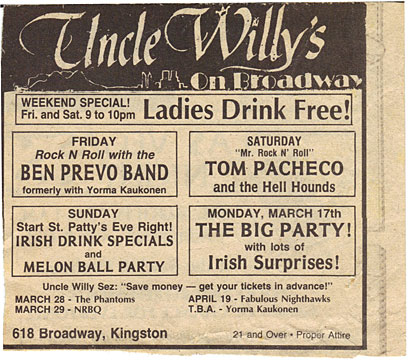 Uncle Willy's
On Broadway
WEEKEND SPECIAL!
Fri. and Sat. 9 to 10pm
Ladies Drink Free!
FRIDAY
Rock N Roll with the
BEN PREVO BAND
formerly with Yorma Kaukonen
SATURDAY
"Mr. Rock N' Roll"
TOM PACHECO
and the Hell Hounds
SUNDAY
Start St. Patty's Eve Right!
IRISH DRINK SPECIALS
and
MELON BALL PARTY
MONDAY, MARCH 17th
THE BIG PARTY!
with lots of
Irish Surprises!
Uncle Willy Sez: "Save money — get your tickets in advance!"
MARCH 28 - The Phantoms
MARCH 29 - NRBQ
APRIL 19 - Fabulous Nighthawks
T.B.A. - Yorma Kaukonen
618 Broadway, Kingston
21 and Over • Proper Attire